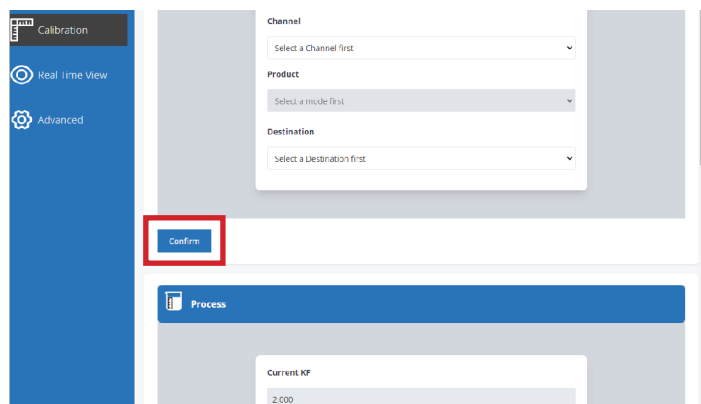 Calibration
Real Time View
Advanced
Channel
Select a Channel first
Product
Select a mode first
Destination
Select a Destination first
Confirm
Process
Current KF
2.000